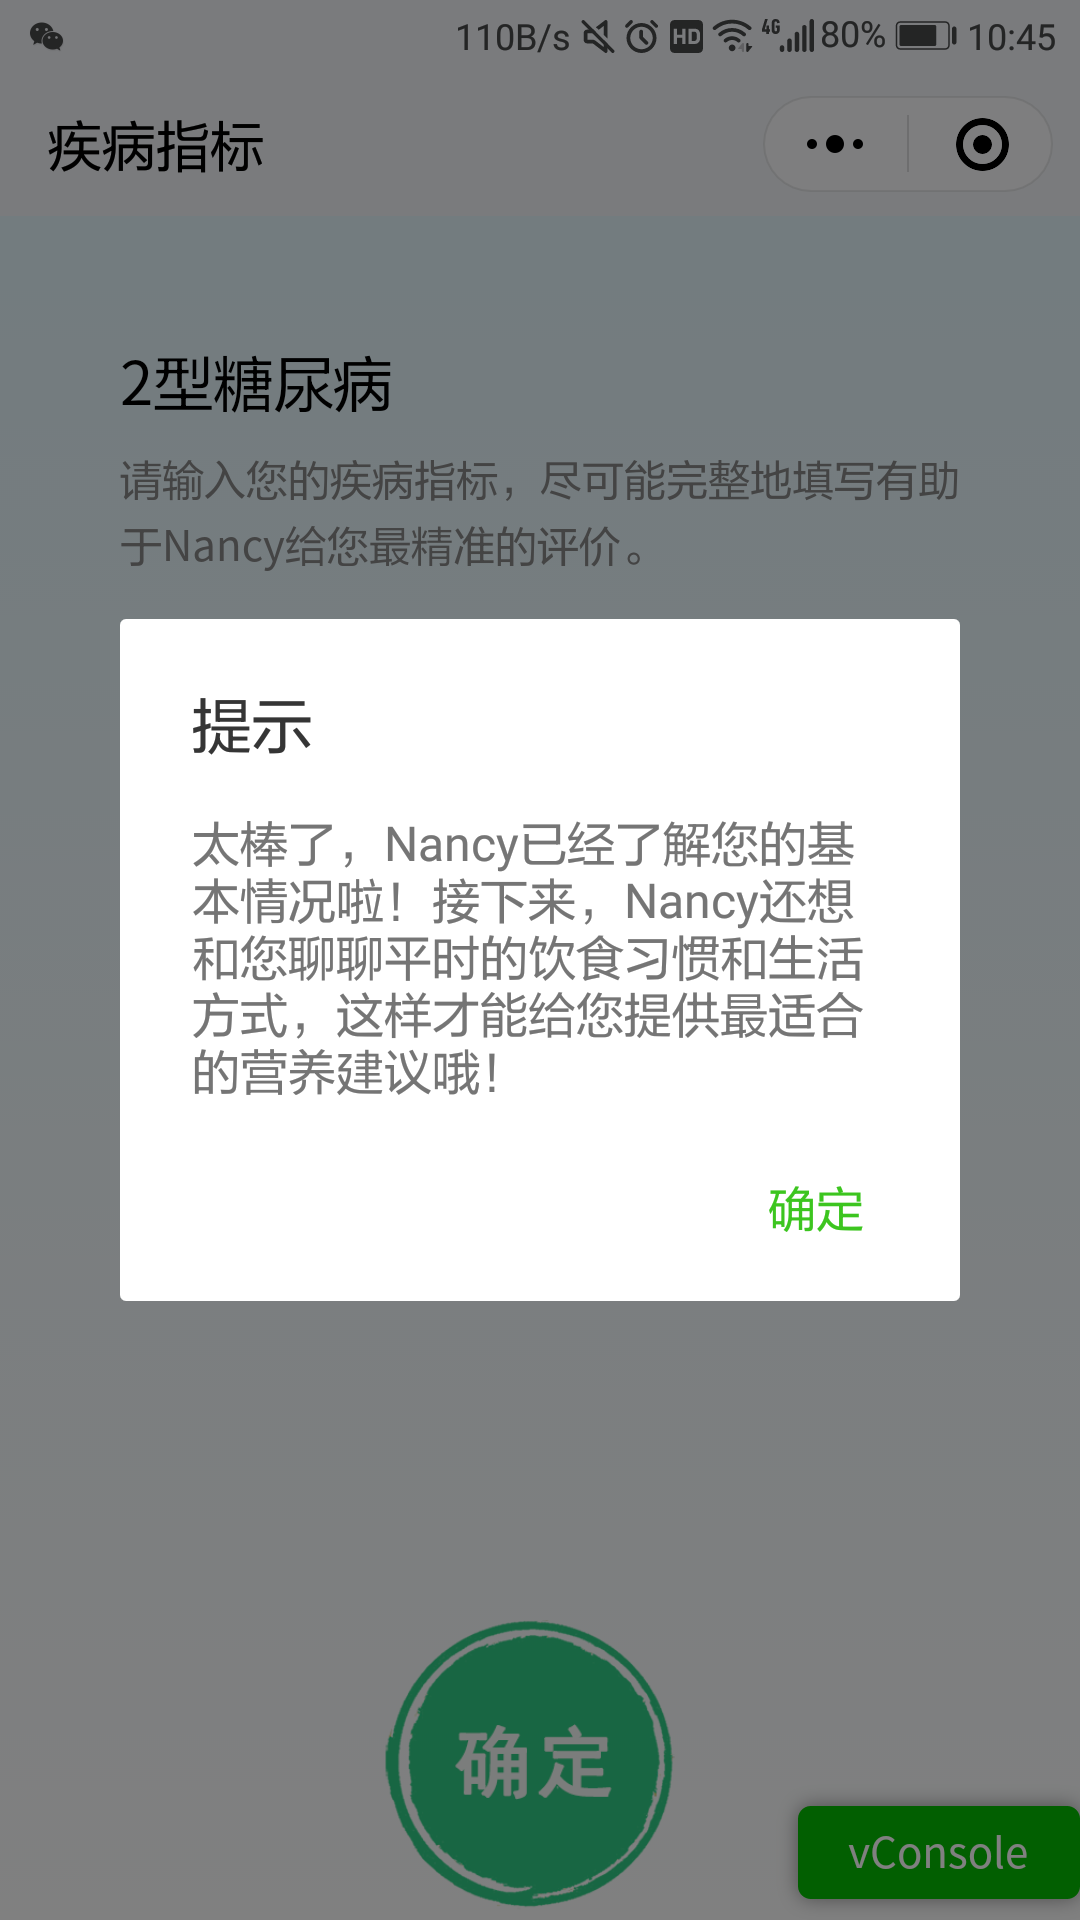 110B/s HD 4G 80% 10:45
疾病指标
2型糖尿病
请输入您的疾病指标，尽可能完整地填写有助
于Nancy给您最精准的评价。
提示
太棒了，Nancy已经了解您的基
本情况啦！接下来，Nancy还想
和您聊聊平时的饮食习惯和生活
方式，这样才能给您提供最适合
的营养建议哦！
确定
确定
vConsole